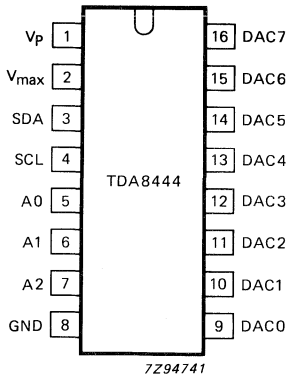 Vp 1 16 DAC7
Vmax 2 15 DAC6
SDA 3 14 DAC5
SCL 4 13 DAC4
TDA8444
A0 5 12 DAC3
A1 6 11 DAC2
A2 7 10 DAC1
GND 8 9 DAC0
7Z94741